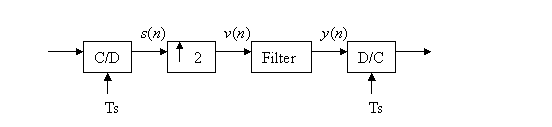 s(n) v(n) y(n)
C/D 2 Filter D/C
Ts Ts